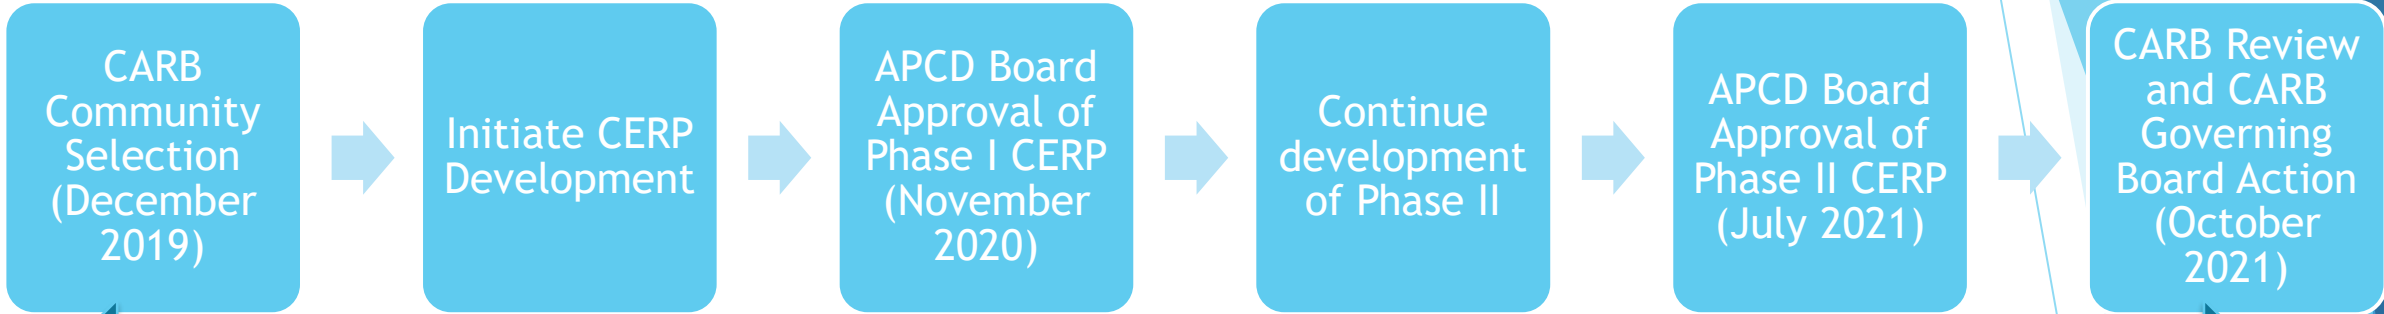 CARB
Community
Selection
(December
2019)
Initiate CERP
Development
APCD Board
Approval of
Phase I CERP
(November
2020)
Continue
development
of Phase II
APCD Board
Approval of
Phase II CERP
(July 2021)
CARB Review
and CARB
Governing
Board Action
(October
2021)